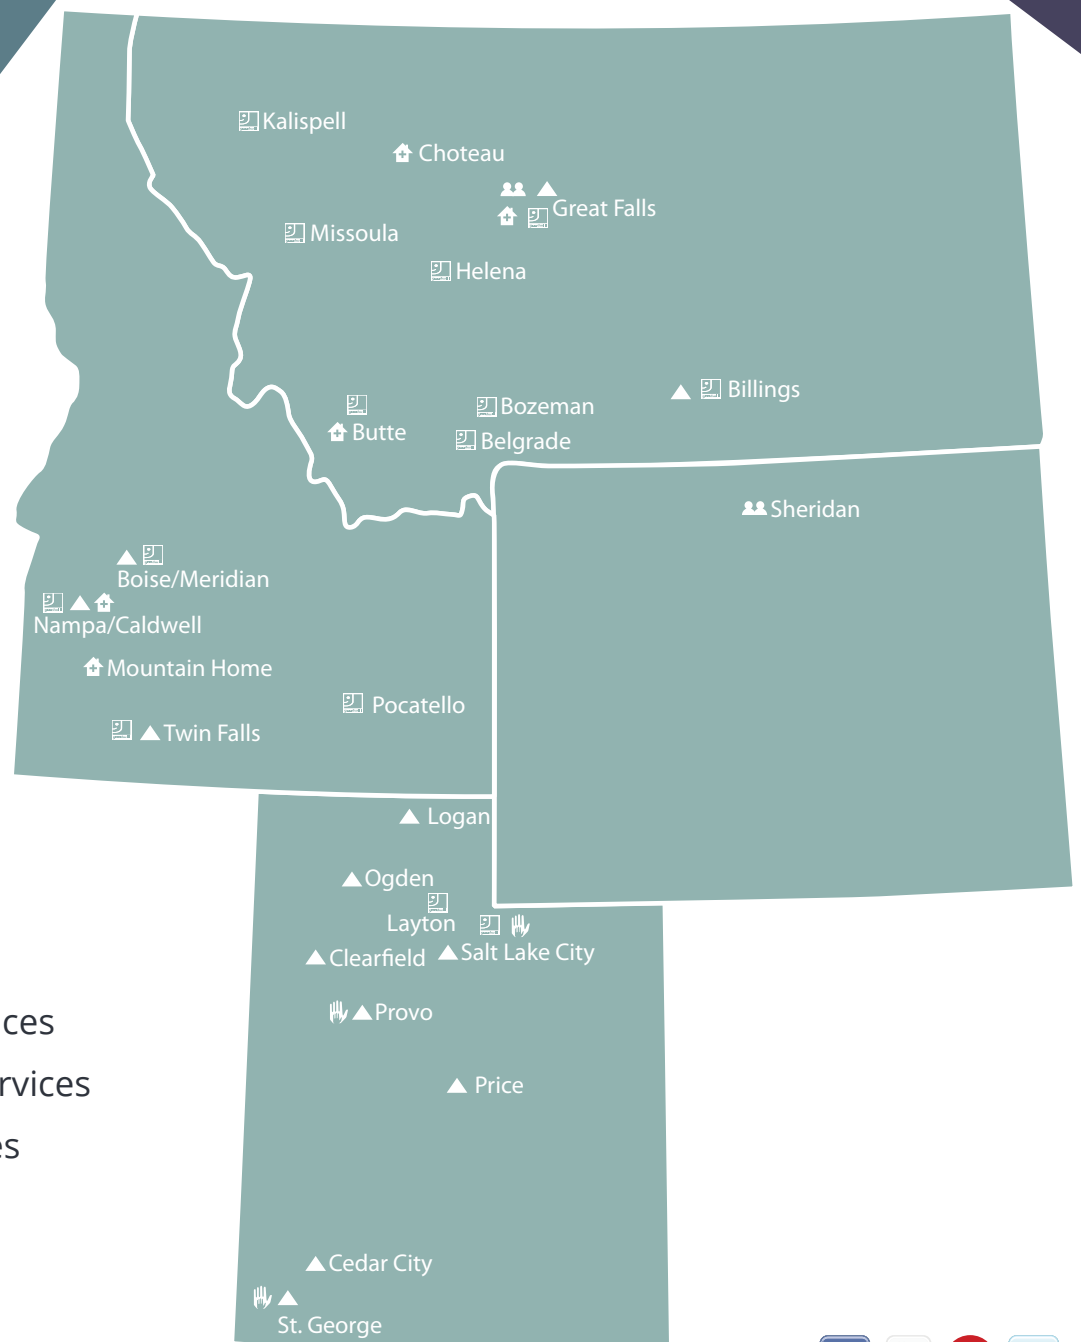 Kalispell
Choteau
Great Falls
Missoula
Helena
Billings
Bozeman
Butte
Belgrade
Sheridan
Boise/Meridian
Nampa/Caldwell
Mountain Home
Pocatello
Twin Falls
Logan
Ogden
Layton
Salt Lake City
Clearfield
Provo
ces
rvices
Price
es
Cedar City
St. George